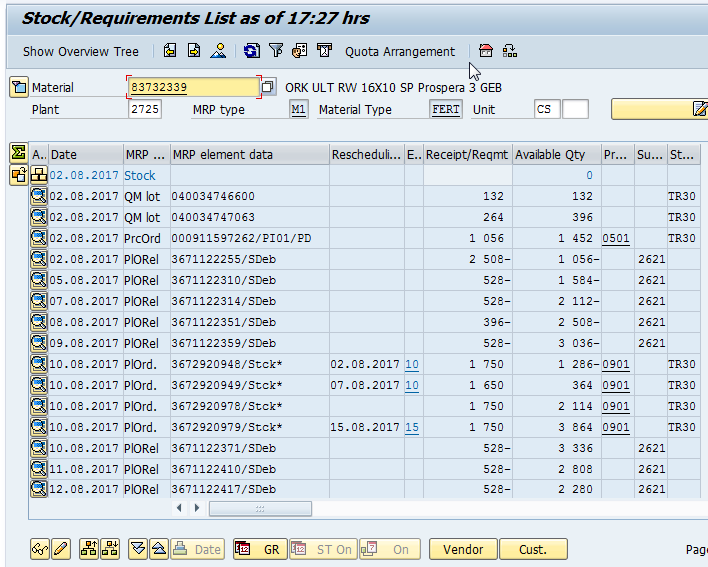 Stock/Requirements List as of 17:27 hrs
Show Overview Tree Quota Arrangement
Material 83732339 ORK ULT RW 16X10 SP Prospera 3 GEB
Plant 2725 MRP type M1 Material Type FERT Unit CS
A.. Date MRP ... MRP element data Rescheduli... E.. Receipt/Reqmt Available Qty Pr... Su... St...
02.08.2017 Stock 0
02.08.2017 QM lot 040034746600 132 132 TR30
02.08.2017 QM lot 040034747063 264 396 TR30
02.08.2017 PrcOrd 000911597262/PI01/PD 1 056 1 452 0501 TR30
02.08.2017 PlORel 3671122255/SDeb 2 508- 1 056- 2621
05.08.2017 PlORel 3671122310/SDeb 528- 1 584- 2621
07.08.2017 PlORel 3671122314/SDeb 528- 2 112- 2621
08.08.2017 PlORel 3671122351/SDeb 396- 2 508- 2621
09.08.2017 PlORel 3671122359/SDeb 528- 3 036- 2621
10.08.2017 PlOrd. 3672920948/Stck* 02.08.2017 10 1 750 1 286- 0901 TR30
10.08.2017 PlOrd. 3672920949/Stck* 07.08.2017 10 1 650 364 0901 TR30
10.08.2017 PlOrd. 3672920978/Stck* 1 750 2 114 0901 TR30
10.08.2017 PlOrd. 3672920979/Stck* 15.08.2017 15 1 750 3 864 0901 TR30
10.08.2017 PlORel 3671122371/SDeb 528- 3 336 2621
11.08.2017 PlORel 3671122410/SDeb 528- 2 808 2621
12.08.2017 PlORel 3671122417/SDeb 528- 2 280 2621
Date GR ST On On Vendor Cust. Page